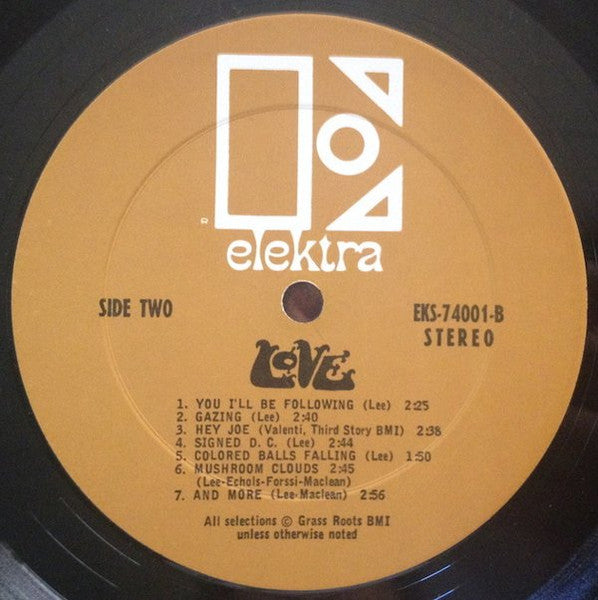 R
elektra
SIDE TWO
EKS-74001-B
STEREO
LOVE
1. YOU I'LL BE FOLLOWING (Lee) 2:25
2. GAZING (Lee) 2:40
3. HEY JOE (Valenti, Third Story BMI) 2:38
4. SIGNED D. C. (Lee) 2:44
5. COLORED BALLS FALLING (Lee) 1:50
6. MUSHROOM CLOUDS 2:45
(Lee-Echols-Forssi-Maclean)
7. AND MORE (Lee-Maclean) 2:56
All selections © Grass Roots BMI
unless otherwise noted